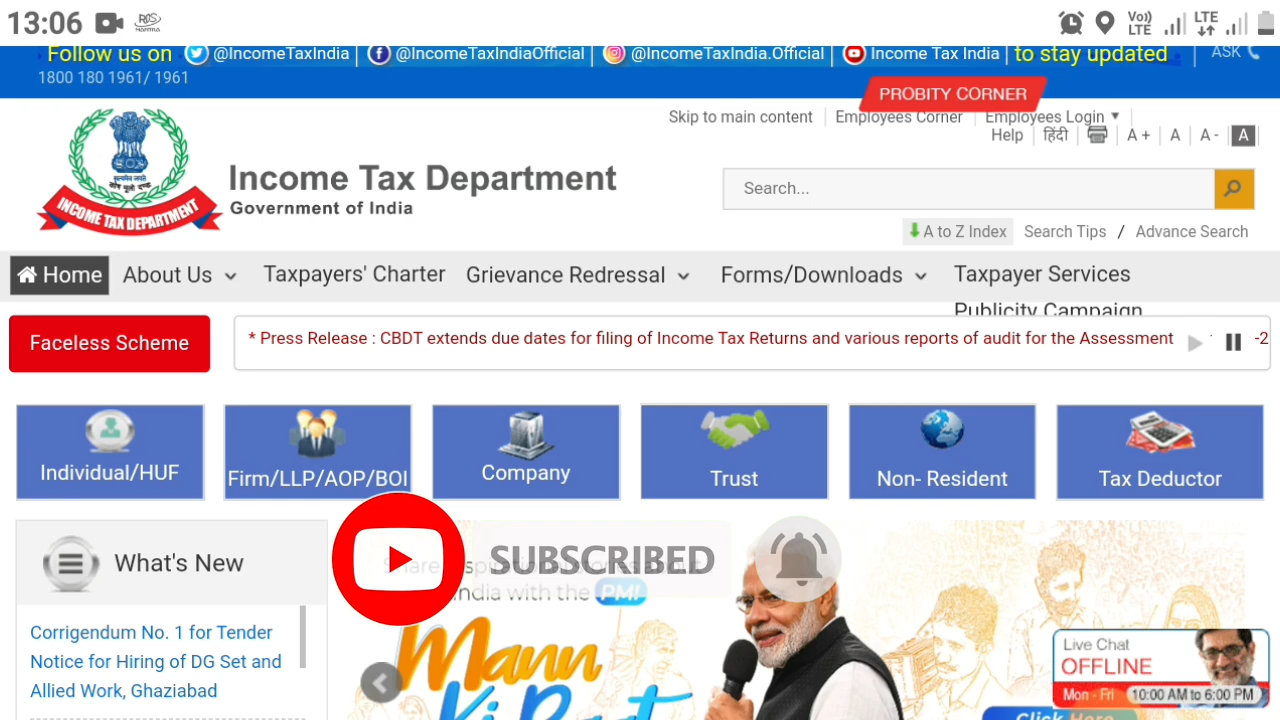 13:06 Vo)) LTE LTE
Follow us on @IncomeTaxIndia @IncomeTaxIndiaOfficial @IncomeTaxIndia.Official Income Tax India to stay updated ASK
1800 180 1961/ 1961
PROBITY CORNER
Skip to main content Employees Corner Employees Login
Help हिंदी A + A A - A
INCOME TAX DEPARTMENT
Income Tax Department
Government of India
Search...
A to Z Index Search Tips / Advance Search
Home About Us Taxpayers' Charter Grievance Redressal Forms/Downloads Taxpayer Services
Publicity Campaign
Faceless Scheme
* Press Release : CBDT extends due dates for filing of Income Tax Returns and various reports of audit for the Assessment -2
Individual/HUF Firm/LLP/AOP/BOI Company Trust Non- Resident Tax Deductor
What's New
SUBSCRIBED
Share
India with the PM!
Mann
Ki Baat
Click Here
Corrigendum No. 1 for Tender
Notice for Hiring of DG Set and
Allied Work, Ghaziabad
Live Chat
OFFLINE
Mon - Fri 10:00 AM to 6:00 PM